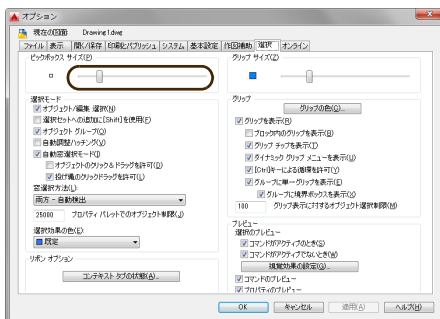 オプション
現在の図面 Drawing1.dwg
ファイル 表示 開く/保存 印刷とパブリッシュ システム 基本設定 作図補助 選択 オンライン
ピックボックス サイズ(P)
選択モード
オブジェクト/編集 選択(N)
選択セットへの追加に[Shift]を使用(F)
オブジェクト グループ(O)
自動調整ハッチング(V)
自動窓選択モード(I)
オブジェクトのクリック&ドラッグを許可(D)
投げ縄のクリックドラッグを許可(L)
窓選択方法(L):
両方 - 自動検出
25000 プロパティ パレットでのオブジェクト制限(J)
選択効果の色(E):
既定
リボン オプション
コンテキスト タブの状態(A)...
グリップ サイズ(Z)
グリップ
グリップの色(C)...
グリップを表示(R)
ブロック内のグリップを表示(B)
グリップ チップを表示(T)
ダイナミック グリップ メニューを表示(U)
[Ctrl]キーによる循環を許可(Y)
グループに単一グリップを表示(E)
グループに境界ボックスを表示(X)
100 グリップ表示に対するオブジェクト選択制限(M)
プレビュー
選択のプレビュー
コマンドがアクティブのとき(S)
コマンドがアクティブでないとき(W)
視覚効果の設定(G)...
コマンドのプレビュー
プロパティのプレビュー
OK キャンセル 適用(A) ヘルプ(H)